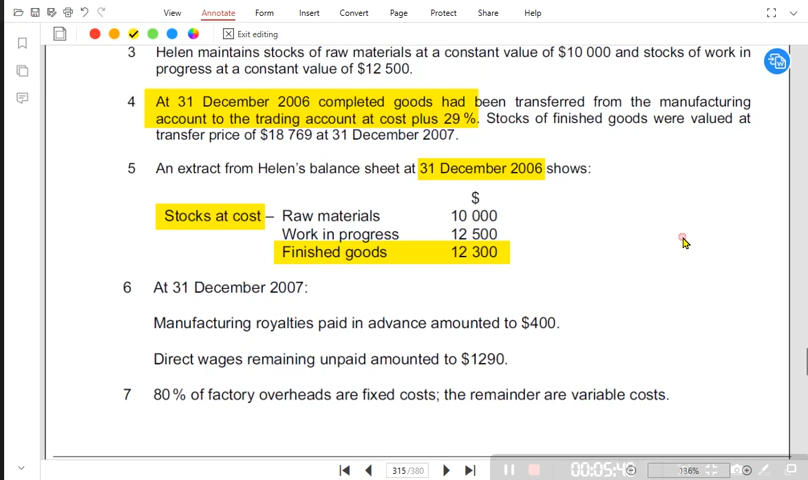 View Annotate Form Insert Convert Page Protect Share Help
Exit editing
3 Helen maintains stocks of raw materials at a constant value of $10 000 and stocks of work in
progress at a constant value of $12 500.
4 At 31 December 2006 completed goods had been transferred from the manufacturing
account to the trading account at cost plus 29 %. Stocks of finished goods were valued at
transfer price of $18 769 at 31 December 2007.
5 An extract from Helen's balance sheet at 31 December 2006 shows:
$
Stocks at cost – Raw materials 10 000
Work in progress 12 500
Finished goods 12 300
6 At 31 December 2007:
Manufacturing royalties paid in advance amounted to $400.
Direct wages remaining unpaid amounted to $1290.
7 80 % of factory overheads are fixed costs; the remainder are variable costs.
315/380